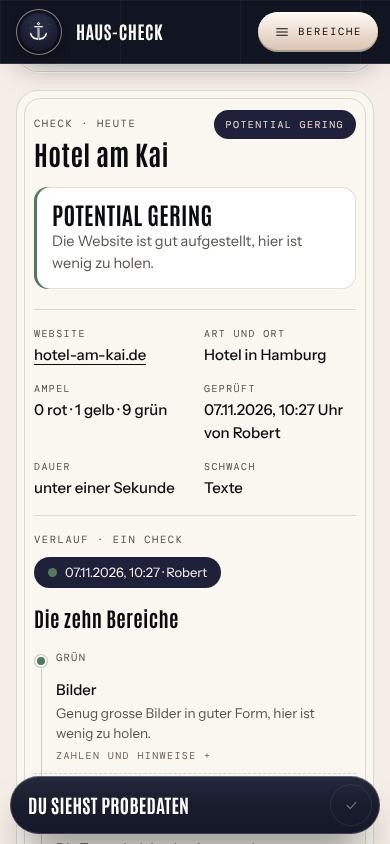 HAUS-CHECK
BEREICHE
CHECK · HEUTE
POTENTIAL GERING
Hotel am Kai
POTENTIAL GERING
Die Website ist gut aufgestellt, hier ist
wenig zu holen.
WEBSITE
ART UND ORT
hotel-am-kai.de
Hotel in Hamburg
AMPEL
GEPRÜFT
0 rot · 1 gelb · 9 grün
07.11.2026, 10:27 Uhr
von Robert
DAUER
SCHWACH
unter einer Sekunde
Texte
VERLAUF · EIN CHECK
07.11.2026, 10:27 · Robert
Die zehn Bereiche
GRÜN
Bilder
Genug grosse Bilder in guter Form, hier ist
wenig zu holen.
ZAHLEN UND HINWEISE +
DU SIEHST PROBEDATEN